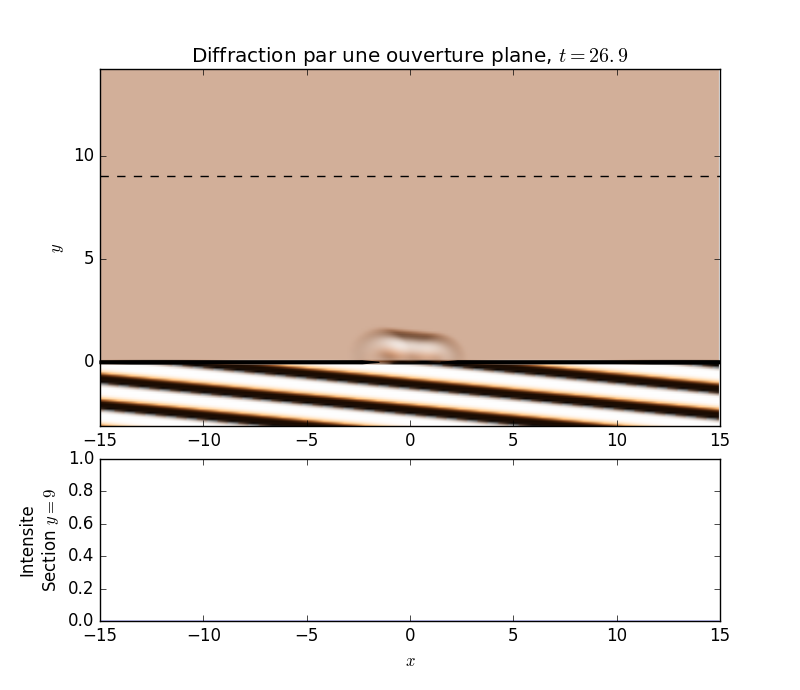 Diffraction par une ouverture plane, t = 26.9
10
5
0
y
−15 −10 −5 0 5 10 15
1.0
0.8
0.6
0.4
0.2
0.0
Intensite
Section y = 9
−15 −10 −5 0 5 10 15
x